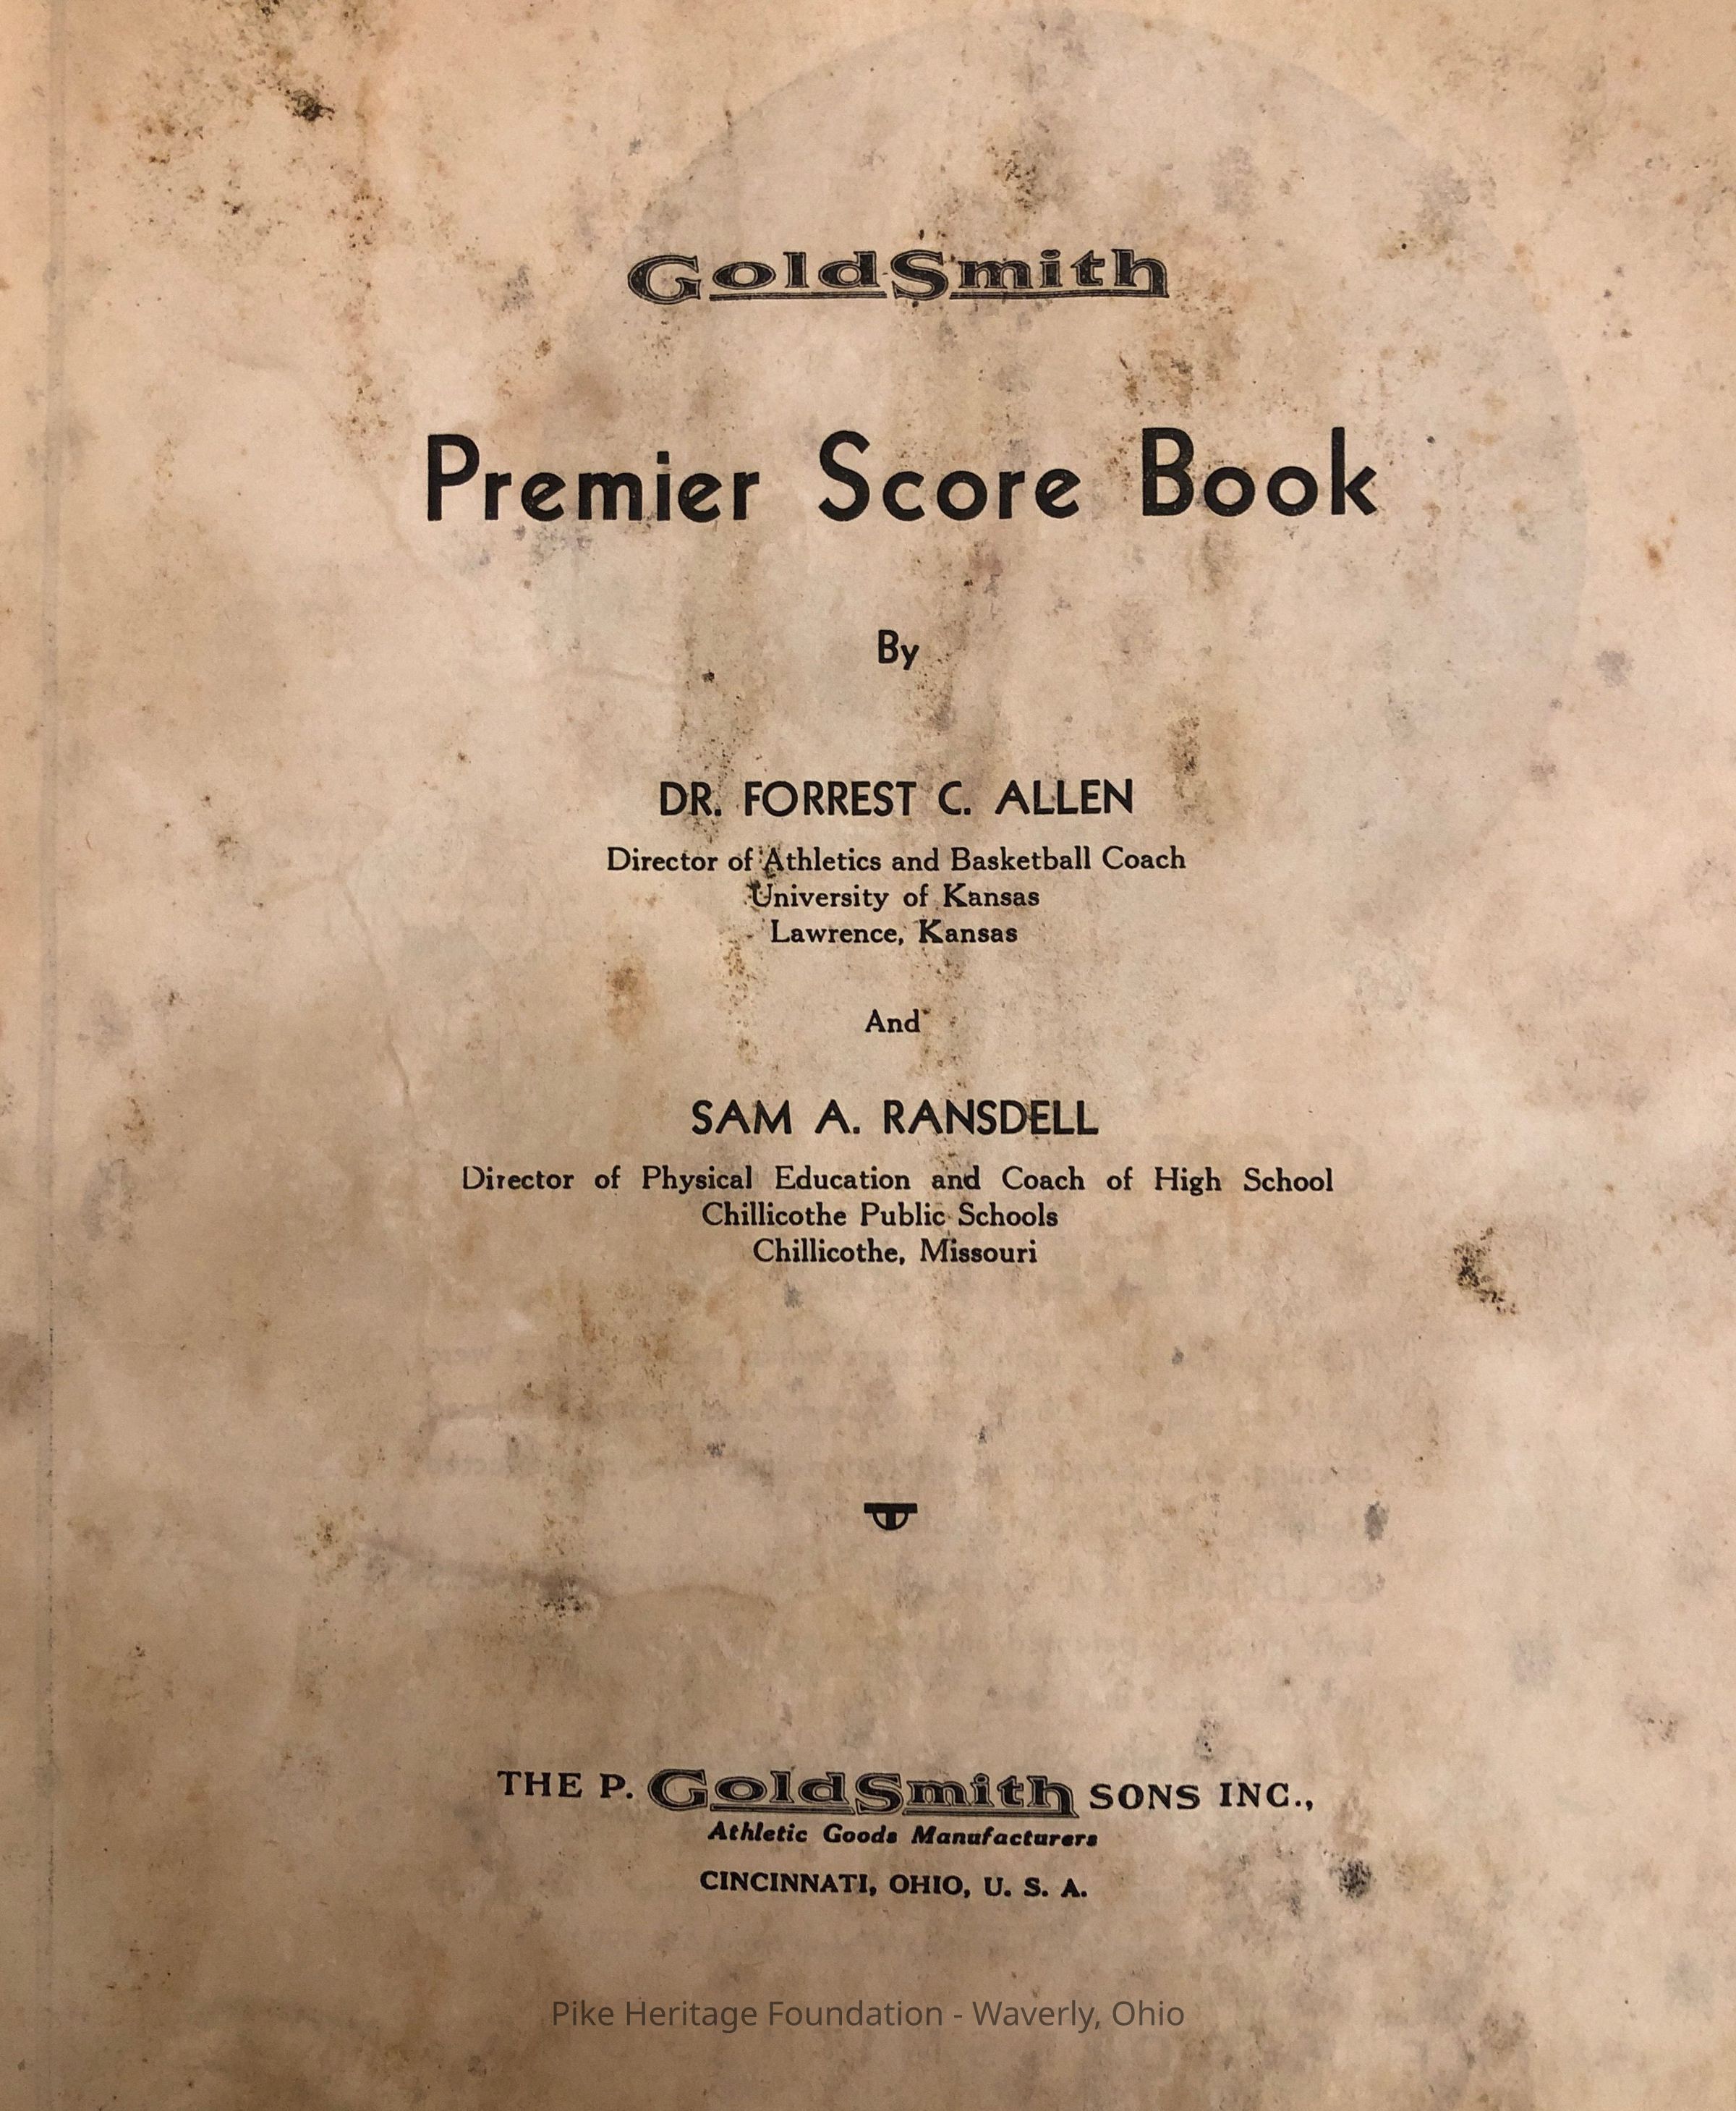 GoldSmith
Premier Score Book
By
DR. FORREST C. ALLEN
Director of Athletics and Basketball Coach
University of Kansas
Lawrence, Kansas
And
SAM A. RANSDELL
Director of Physical Education and Coach of High School
Chillicothe Public Schools
Chillicothe, Missouri
THE P. GoldSmith SONS INC.,
Athletic Goods Manufacturers
CINCINNATI, OHIO, U. S. A.
Pike Heritage Foundation - Waverly, Ohio